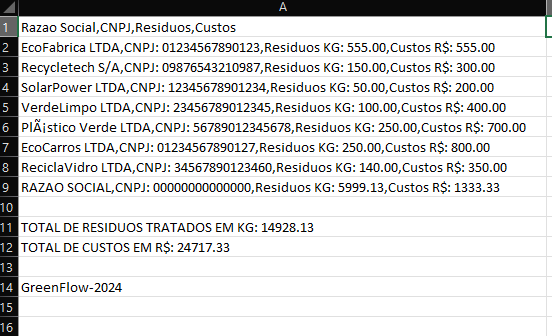 A
1 Razao Social,CNPJ,Residuos,Custos
2 EcoFabrica LTDA,CNPJ: 01234567890123,Residuos KG: 555.00,Custos R$: 555.00
3 Recycletech S/A,CNPJ: 09876543210987,Residuos KG: 150.00,Custos R$: 300.00
4 SolarPower LTDA,CNPJ: 12345678901234,Residuos KG: 50.00,Custos R$: 200.00
5 VerdeLimpo LTDA,CNPJ: 23456789012345,Residuos KG: 100.00,Custos R$: 400.00
6 PlÃ¡stico Verde LTDA,CNPJ: 56789012345678,Residuos KG: 250.00,Custos R$: 700.00
7 EcoCarros LTDA,CNPJ: 01234567890127,Residuos KG: 250.00,Custos R$: 800.00
8 ReciclaVidro LTDA,CNPJ: 34567890123460,Residuos KG: 140.00,Custos R$: 350.00
9 RAZAO SOCIAL,CNPJ: 00000000000000,Residuos KG: 5999.13,Custos R$: 1333.33
10
11 TOTAL DE RESIDUOS TRATADOS EM KG: 14928.13
12 TOTAL DE CUSTOS EM R$: 24717.33
13
14 GreenFlow-2024
15
16